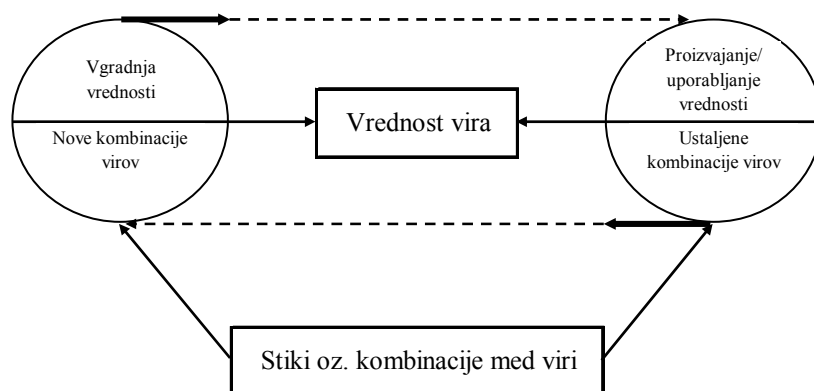 Vgradnja
vrednosti
Nove kombinacije
virov
Vrednost vira
Proizvajanje/
uporabljanje
vrednosti
Ustaljene
kombinacije virov
Stiki oz. kombinacije med viri